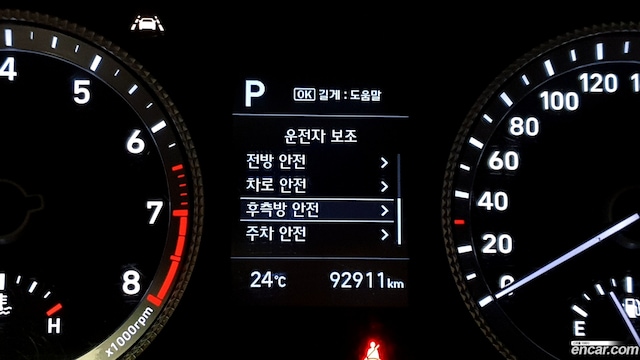 4
5
6
7
8
x1000rpm
H
P
OK 길게 : 도움말
운전자 보조
전방 안전
차로 안전
후측방 안전
주차 안전
24℃ 92911km
0
20
40
60
80
100
120
E
encar.com